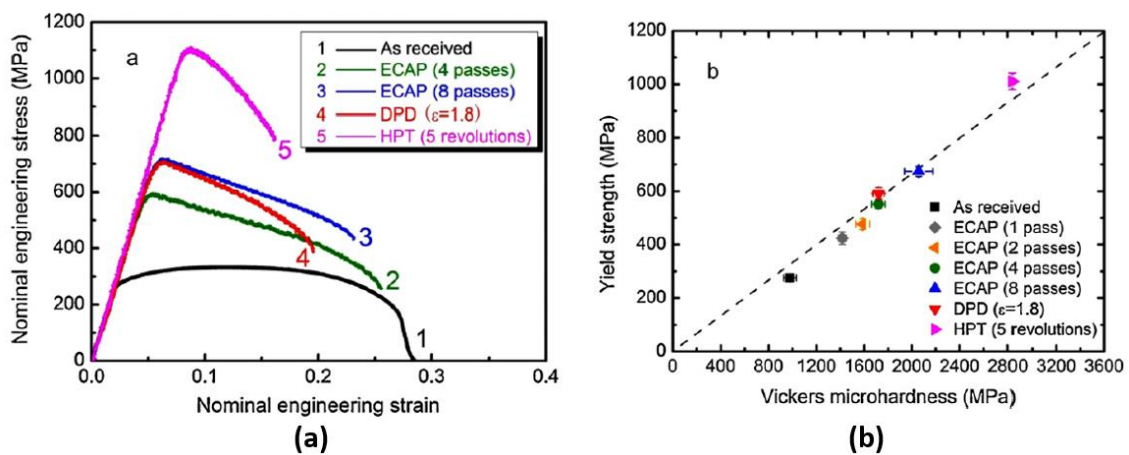 a
1 As received
2 ECAP (4 passes)
3 ECAP (8 passes)
4 DPD (ε=1.8)
5 HPT (5 revolutions)
5
3
4
2
1
1200
1000
800
600
400
200
0
0.0 0.1 0.2 0.3 0.4
Nominal engineering stress (MPa)
Nominal engineering strain
(a)
b
As received
ECAP (1 pass)
ECAP (2 passes)
ECAP (4 passes)
ECAP (8 passes)
DPD (ε=1.8)
HPT (5 revolutions)
1200
1000
800
600
400
200
0
0 400 800 1200 1600 2000 2400 2800 3200 3600
Yield strength (MPa)
Vickers microhardness (MPa)
(b)